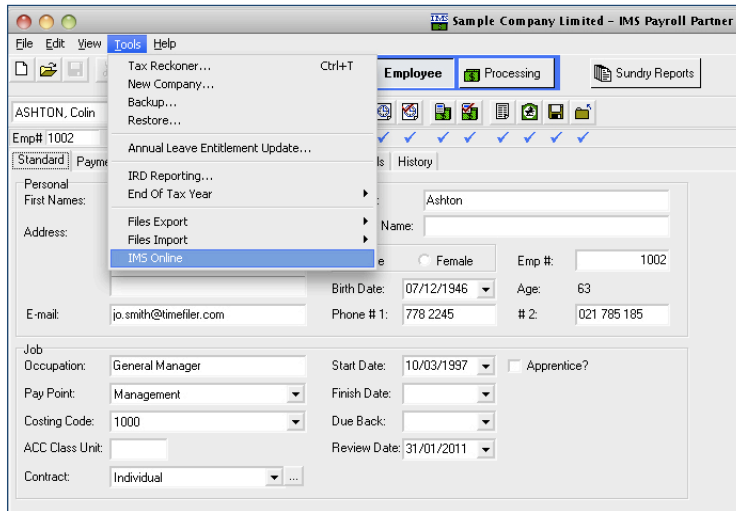 IMS Sample Company Limited - IMS Payroll Partner
File Edit View Tools Help
Tax Reckoner... Ctrl+T
New Company...
Backup...
Restore...
Annual Leave Entitlement Update...
IRD Reporting...
End Of Tax Year
Files Export
Files Import
IMS Online
Employee Processing Sundry Reports
ASHTON, Colin
Emp# 1002
Standard Payme ls History
Personal
First Names: : Ashton
Address: Name:
e Female Emp #: 1002
Birth Date: 07/12/1946 Age: 63
E-mail: jo.smith@timefiler.com Phone # 1: 778 2245 # 2: 021 785 185
Job
Occupation: General Manager Start Date: 10/03/1997 Apprentice?
Pay Point: Management Finish Date:
Costing Code: 1000 Due Back:
ACC Class Unit: Review Date: 31/01/2011
Contract: Individual ...